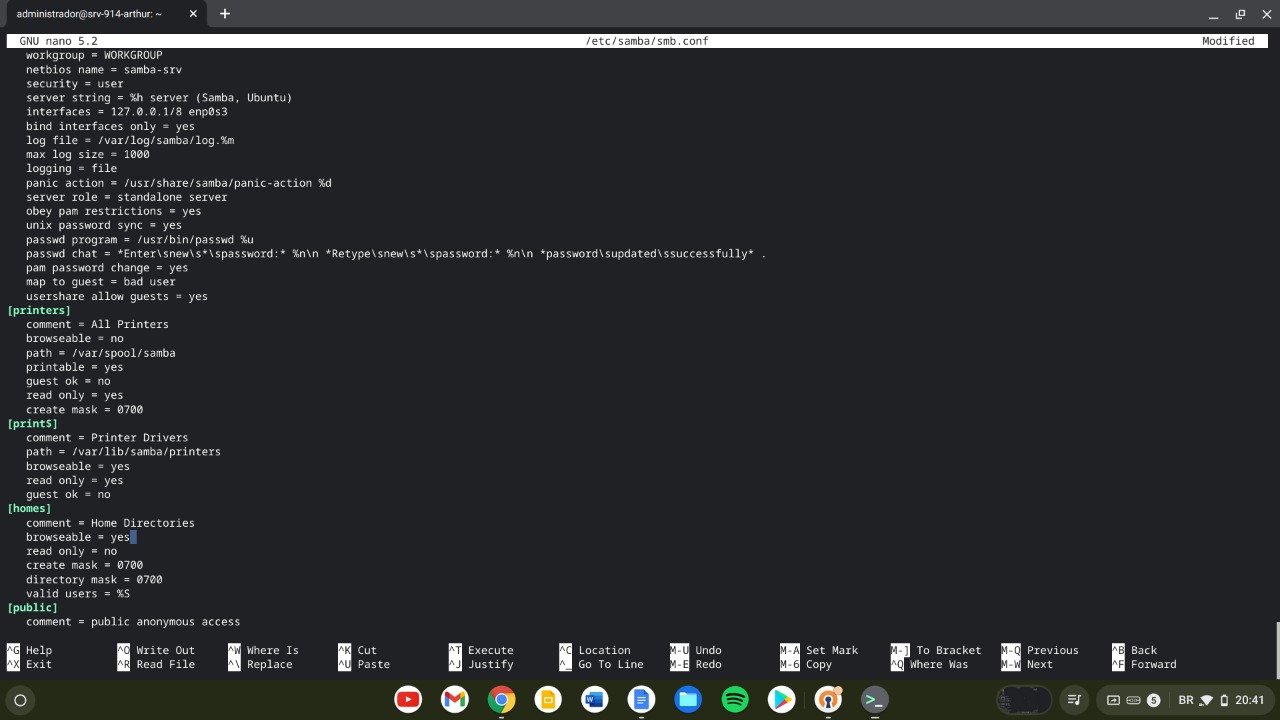 administrador@srv-914-arthur: ~
GNU nano 5.2 /etc/samba/smb.conf Modified
workgroup = WORKGROUP
netbios name = samba-srv
security = user
server string = %h server (Samba, Ubuntu)
interfaces = 127.0.0.1/8 enp0s3
bind interfaces only = yes
log file = /var/log/samba/log.%m
max log size = 1000
logging = file
panic action = /usr/share/samba/panic-action %d
server role = standalone server
obey pam restrictions = yes
unix password sync = yes
passwd program = /usr/bin/passwd %u
passwd chat = *Enter\snew\s*\spassword:* %n\n *Retype\snew\s*\spassword:* %n\n *password\supdated\ssuccessfully* .
pam password change = yes
map to guest = bad user
usershare allow guests = yes
[printers]
comment = All Printers
browseable = no
path = /var/spool/samba
printable = yes
guest ok = no
read only = yes
create mask = 0700
[print$]
comment = Printer Drivers
path = /var/lib/samba/printers
browseable = yes
read only = yes
guest ok = no
[homes]
comment = Home Directories
browseable = yes
read only = no
create mask = 0700
directory mask = 0700
valid users = %S
[public]
comment = public anonymous access
^G Help ^O Write Out ^W Where Is ^K Cut ^T Execute ^C Location M-U Undo M-A Set Mark M-] To Bracket M-Q Previous ^B Back
^X Exit ^R Read File ^\ Replace ^U Paste ^J Justify ^_ Go To Line M-E Redo M-6 Copy ^Q Where Was M-W Next ^F Forward
5 BR 20:41